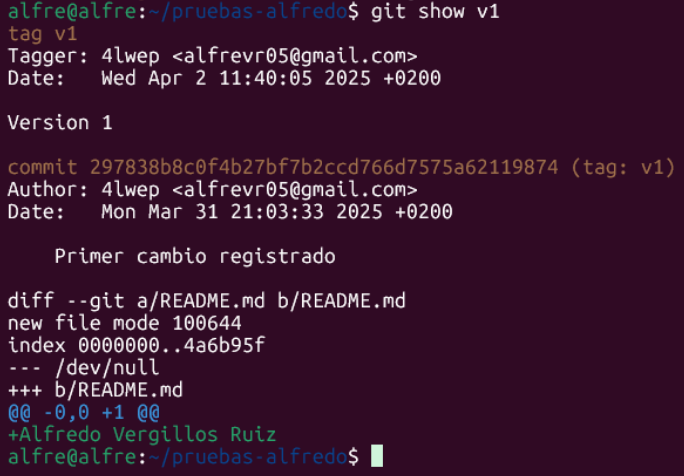 alfre@alfre:~/pruebas-alfredo$ git show v1
tag v1
Tagger: 4lwep <alfrevr05@gmail.com>
Date:   Wed Apr 2 11:40:05 2025 +0200

Version 1

commit 297838b8c0f4b27bf7b2ccd766d7575a62119874 (tag: v1)
Author: 4lwep <alfrevr05@gmail.com>
Date:   Mon Mar 31 21:03:33 2025 +0200

    Primer cambio registrado

diff --git a/README.md b/README.md
new file mode 100644
index 0000000..4a6b95f
--- /dev/null
+++ b/README.md
@@ -0,0 +1 @@
+Alfredo Vergillos Ruiz
alfre@alfre:~/pruebas-alfredo$